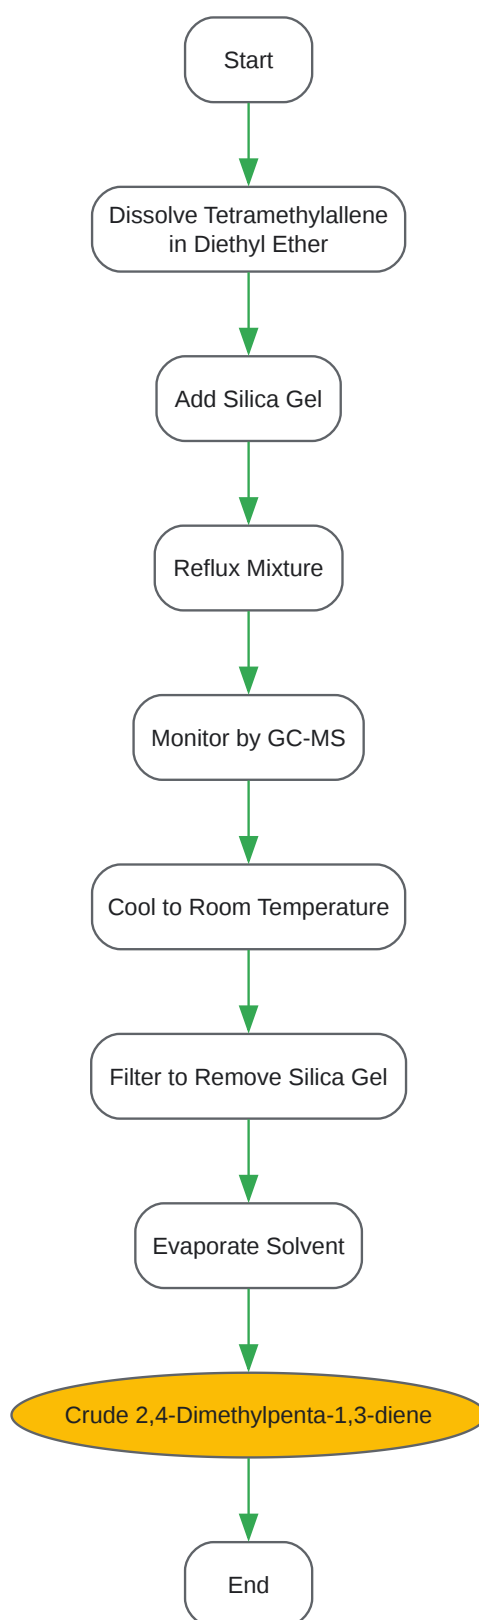 Start
Dissolve Tetramethylallene
in Diethyl Ether
Add Silica Gel
Reflux Mixture
Monitor by GC-MS
Cool to Room Temperature
Filter to Remove Silica Gel
Evaporate Solvent
Crude 2,4-Dimethylpenta-1,3-diene
End